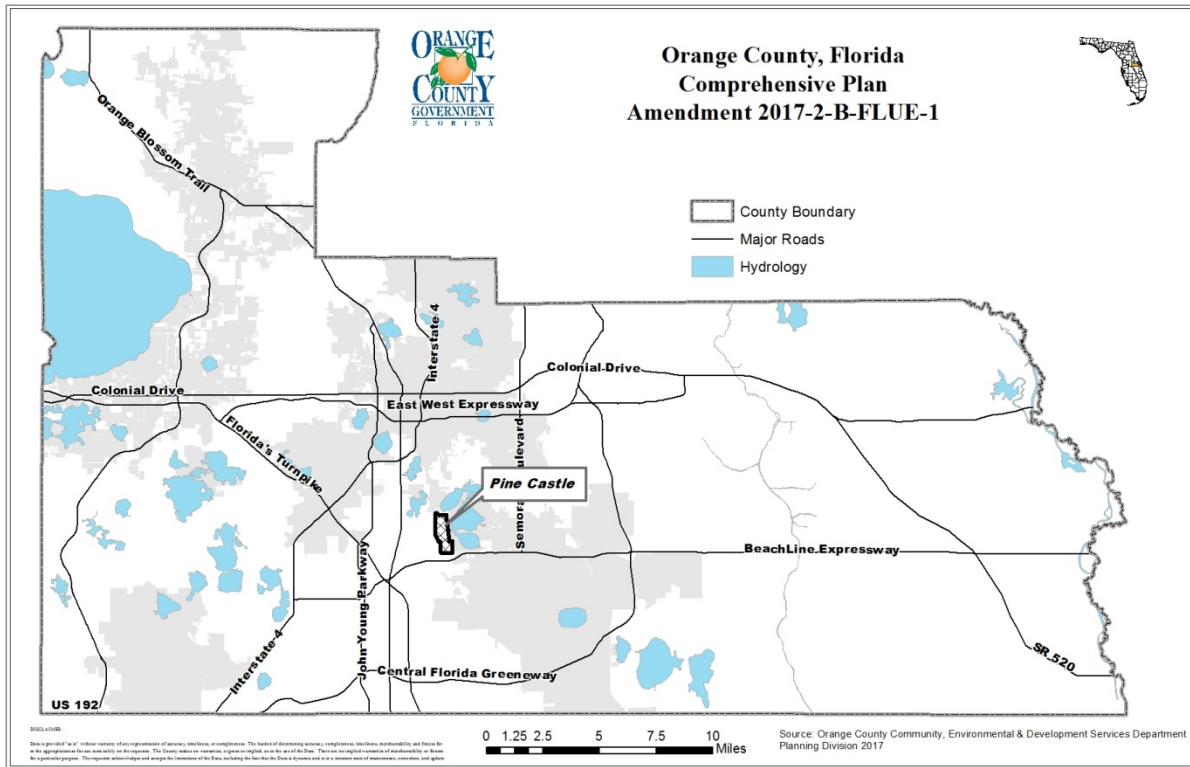 ORANGE
COUNTY
GOVERNMENT
FLORIDA
Orange County, Florida
Comprehensive Plan
Amendment 2017-2-B-FLUE-1
County Boundary
Major Roads
Hydrology
Orange Blossom Trail
Interstate 4
Colonial Drive
Colonial Drive
East West Expressway
Florida's Turnpike
Pine Castle
BeachLine Expressway
John Young Parkway
Interstate 4
Central Florida Greeneway
SR 520
US 192
DISCLAIMER:
0 1.25 2.5 5 7.5 10
Miles
Source: Orange County Community, Environmental & Development Services Department
Planning Division 2017